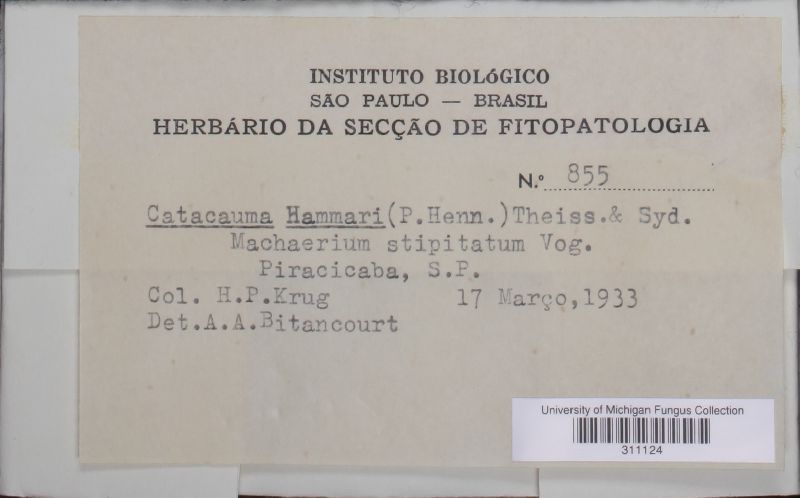 INSTITUTO BIOLÓGICO
SÃO PAULO — BRASIL
HERBÁRIO DA SECÇÃO DE FITOPATOLOGIA
N.º 855
Catacauma Hammari(P.Henn.)Theiss.& Syd.
Machaerium stipitatum Vog.
Piracicaba, S.P.
Col. H.P.Krug 17 Março,1933
Det.A.A.Bitancourt
University of Michigan Fungus Collection
311124